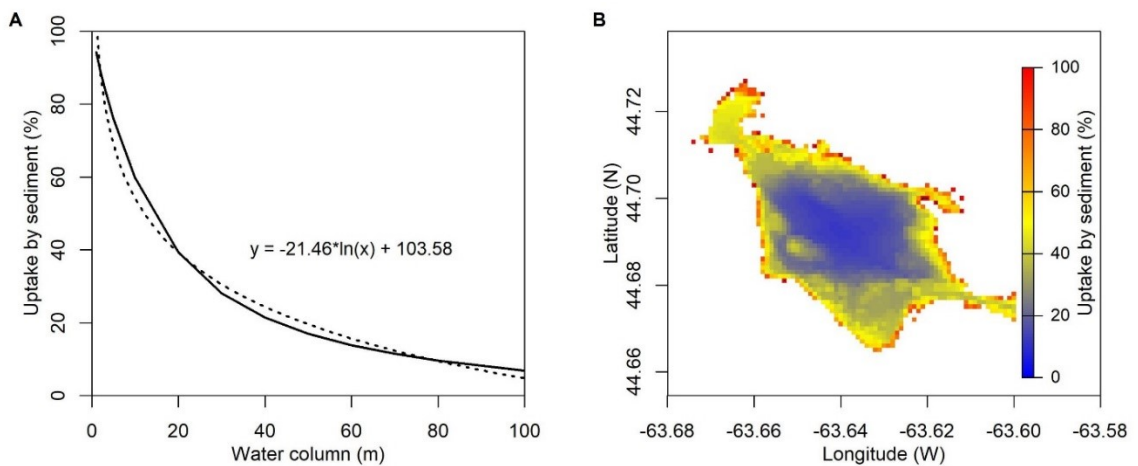 A
Uptake by sediment (%)
100
80
60
40
20
0
y = -21.46*ln(x) + 103.58
0 20 40 60 80 100
Water column (m)
B
Latitude (N)
44.72
44.70
44.68
44.66
100
80
60
40
20
0
Uptake by sediment (%)
-63.68 -63.66 -63.64 -63.62 -63.60 -63.58
Longitude (W)